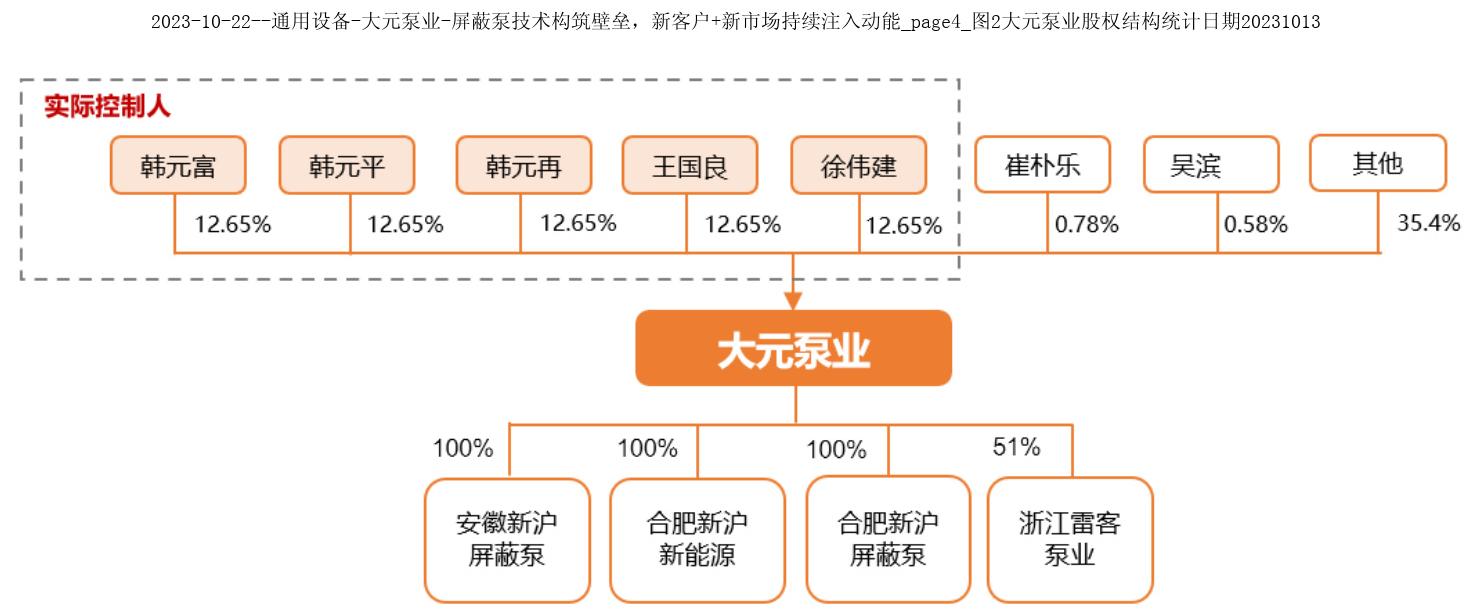 2023-10-22--通用设备-大元泵业-屏蔽泵技术构筑壁垒，新客户+新市场持续注入动能_page4_图2大元泵业股权结构统计日期20231013
实际控制人
韩元富 韩元平 韩元再 王国良 徐伟建 崔朴乐 吴滨 其他
12.65% 12.65% 12.65% 12.65% 12.65% 0.78% 0.58% 35.4%
大元泵业
100% 100% 100% 51%
安徽新沪 合肥新沪 合肥新沪 浙江雷客
屏蔽泵 新能源 屏蔽泵 泵业